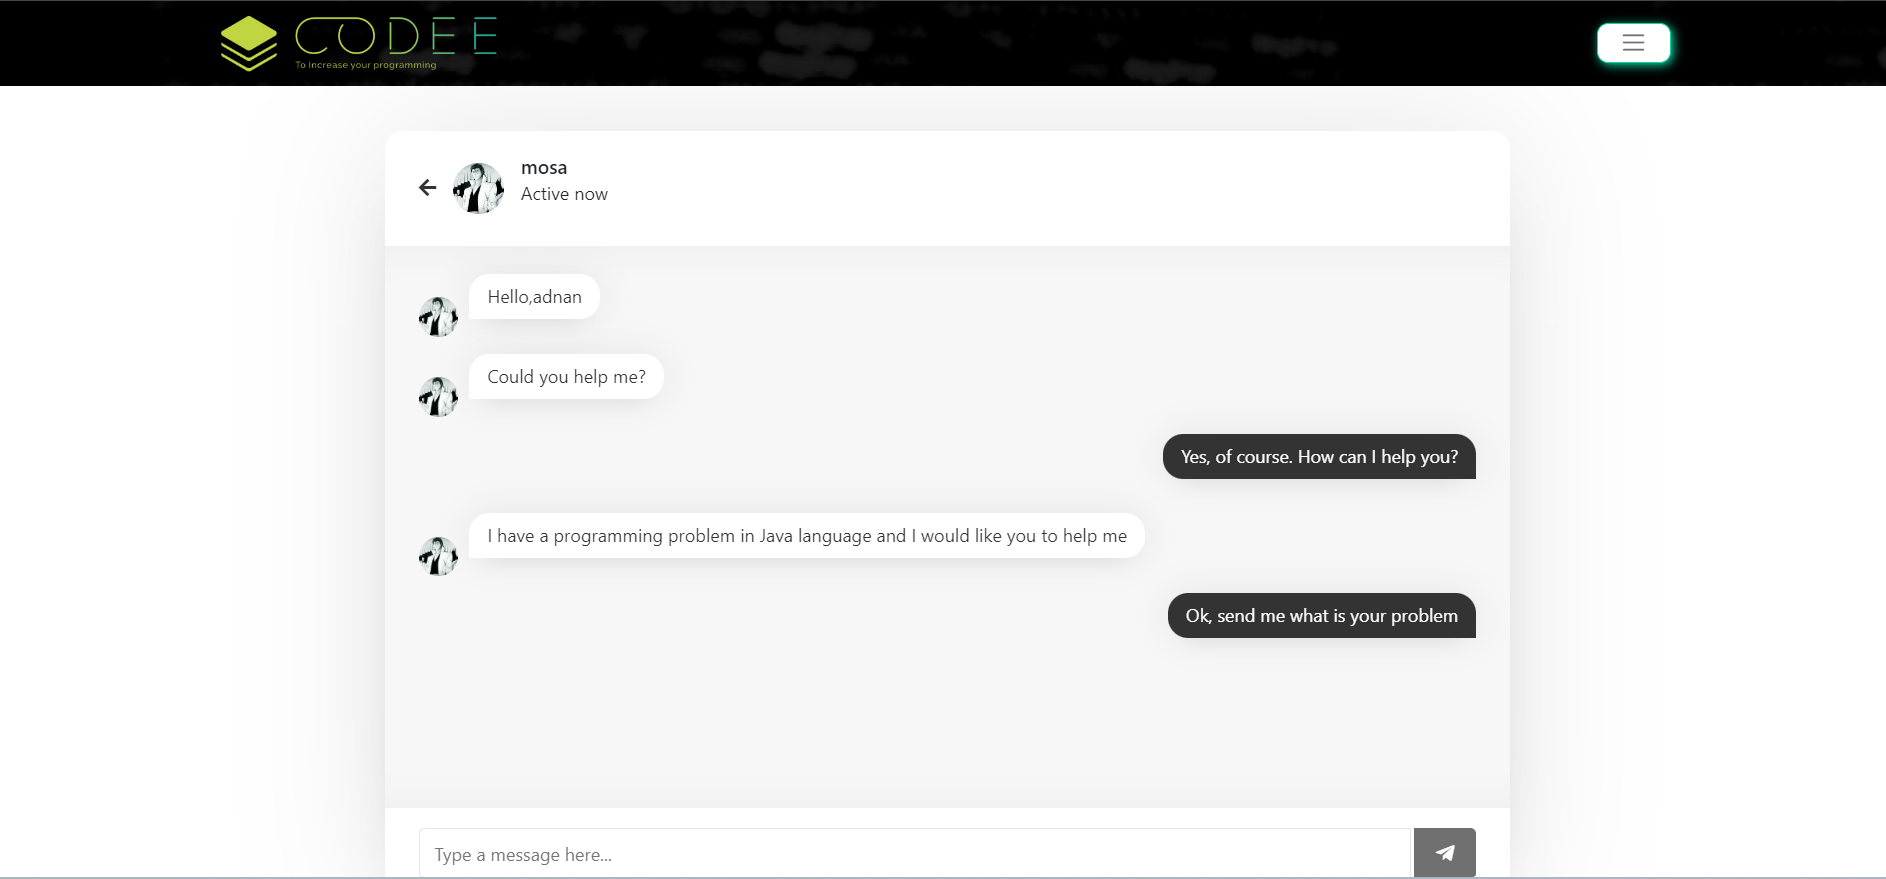 CODEE
To Increase your programming
mosa
Active now
Hello,adnan
Could you help me?
Yes, of course. How can I help you?
I have a programming problem in Java language and I would like you to help me
Ok, send me what is your problem
Type a message here...